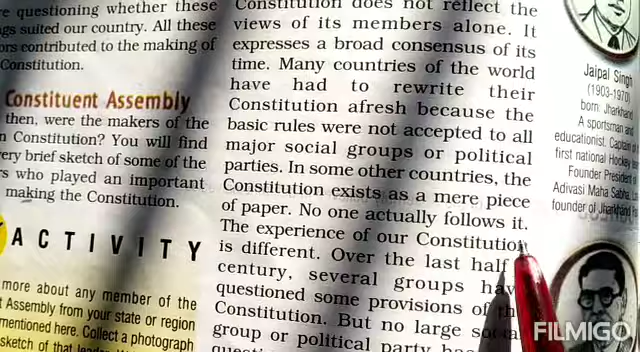 re questioning whether these
gs suited our country. All these
ors contributed to the making of
Constitution.
Constituent Assembly
then, were the makers of the
n Constitution? You will find
ery brief sketch of some of the
rs who played an important
making the Constitution.
ACTIVITY
more about any member of the
t Assembly from your state or region
mentioned here. Collect a photograph
sketch of that
Constitution does not reflect the
views of its members alone. It
expresses a broad consensus of its
time. Many countries of the world
have had to rewrite their
Constitution afresh because the
basic rules were not accepted to all
major social groups or political
parties. In some other countries, the
Constitution exists as a mere piece
of paper. No one actually follows it.
The experience of our Constitution
is different. Over the last half
century, several groups hav
questioned some provisions of th
Constitution. But no large
group or political party
Jaipal Singh
(1903-1970)
born: Jharkhand
A sportsman and
educationist. Captain
first national Hockey
Founder President
Adivasi Maha Sabha.
founder of Jharkhand
FILMIGO